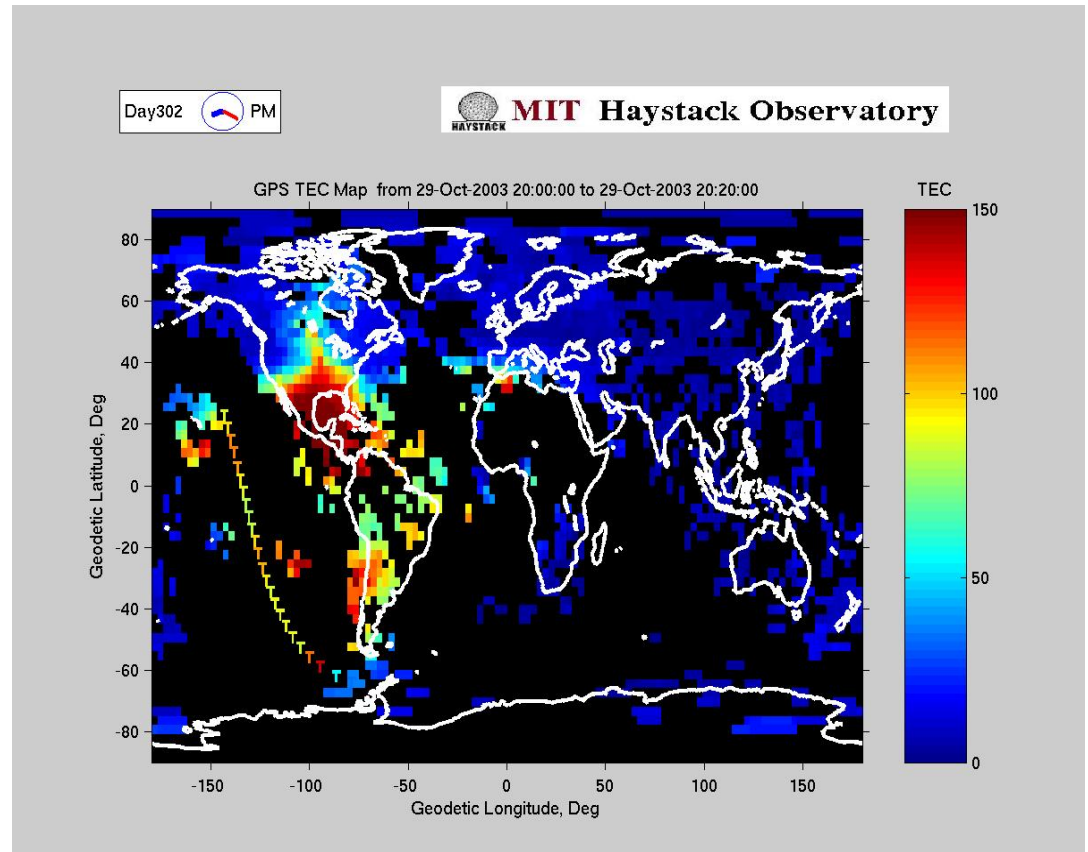 Day302 PM
HAYSTACK
MIT Haystack Observatory
GPS TEC Map from 29-Oct-2003 20:00:00 to 29-Oct-2003 20:20:00
TEC
150
100
50
0
80
60
40
20
0
-20
-40
-60
-80
Geodetic Latitude, Deg
T T T T T T T T T T T T T T T T T T T T T T T T T T
-150 -100 -50 0 50 100 150
Geodetic Longitude, Deg